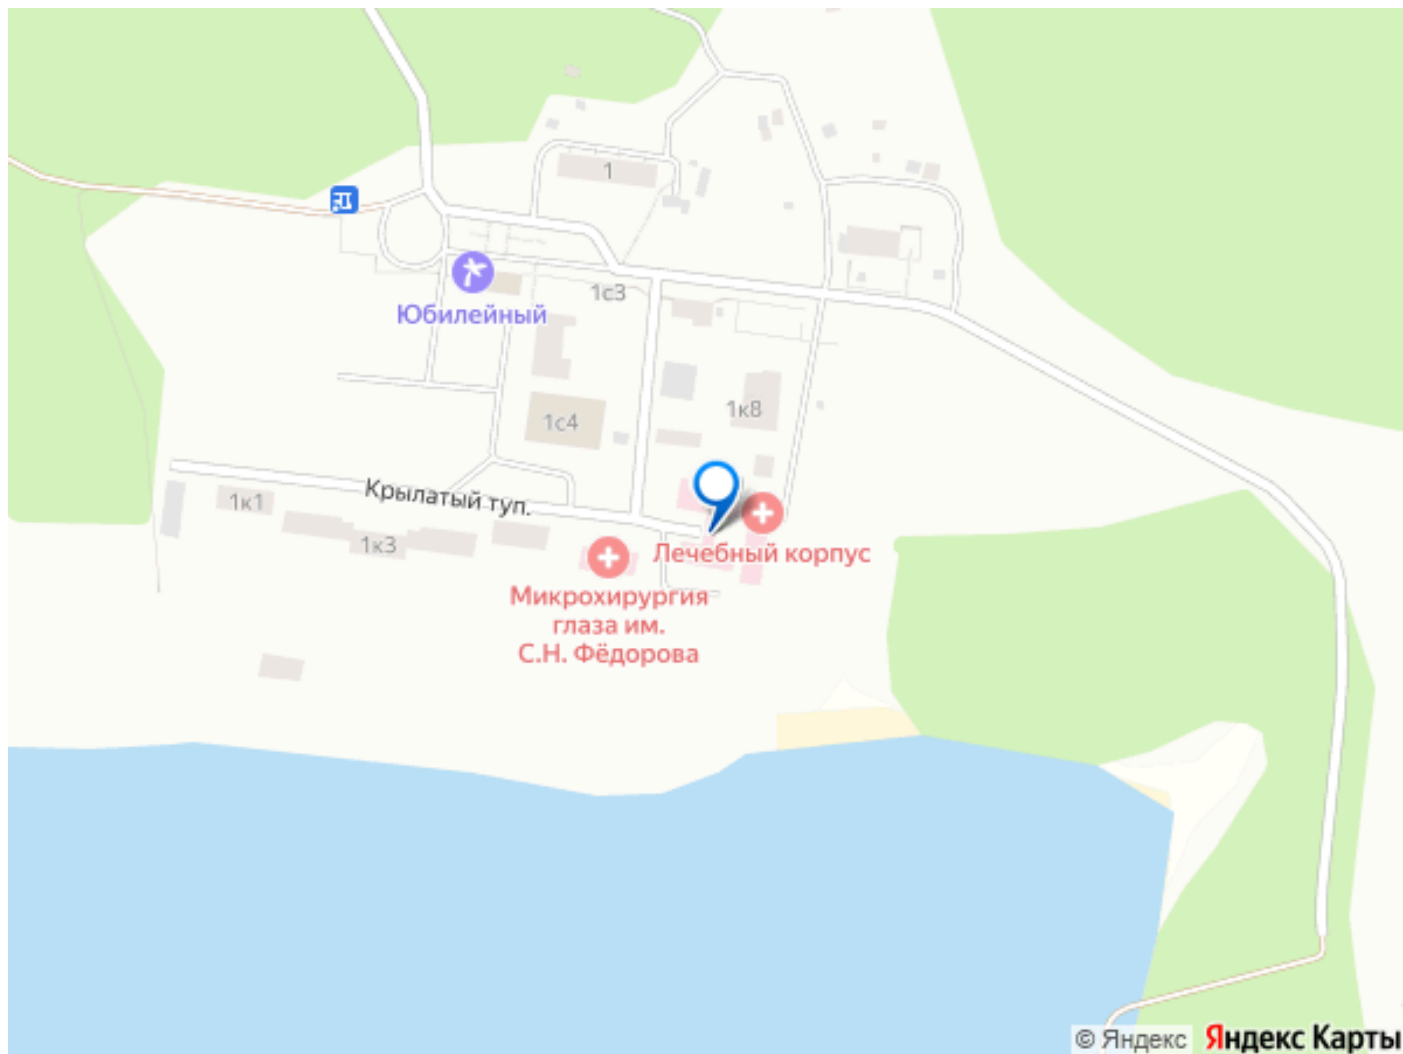 1
1с3
Юбилейный
1к8
1с4
Крылатый туп.
1к1
1к3
Лечебный корпус
Микрохирургия
глаза им.
С.Н. Фёдорова
© Яндекс Яндекс Карты